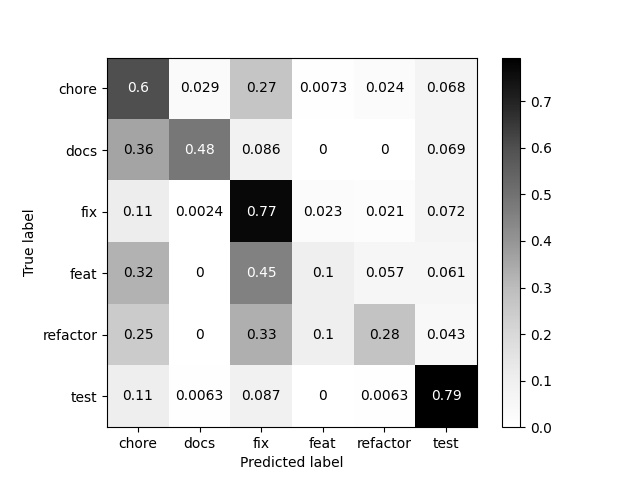 chore 0.6 0.029 0.27 0.0073 0.024 0.068
docs 0.36 0.48 0.086 0 0 0.069
fix 0.11 0.0024 0.77 0.023 0.021 0.072
feat 0.32 0 0.45 0.1 0.057 0.061
refactor 0.25 0 0.33 0.1 0.28 0.043
test 0.11 0.0063 0.087 0 0.0063 0.79
chore docs fix feat refactor test
Predicted label
True label
0.7
0.6
0.5
0.4
0.3
0.2
0.1
0.0